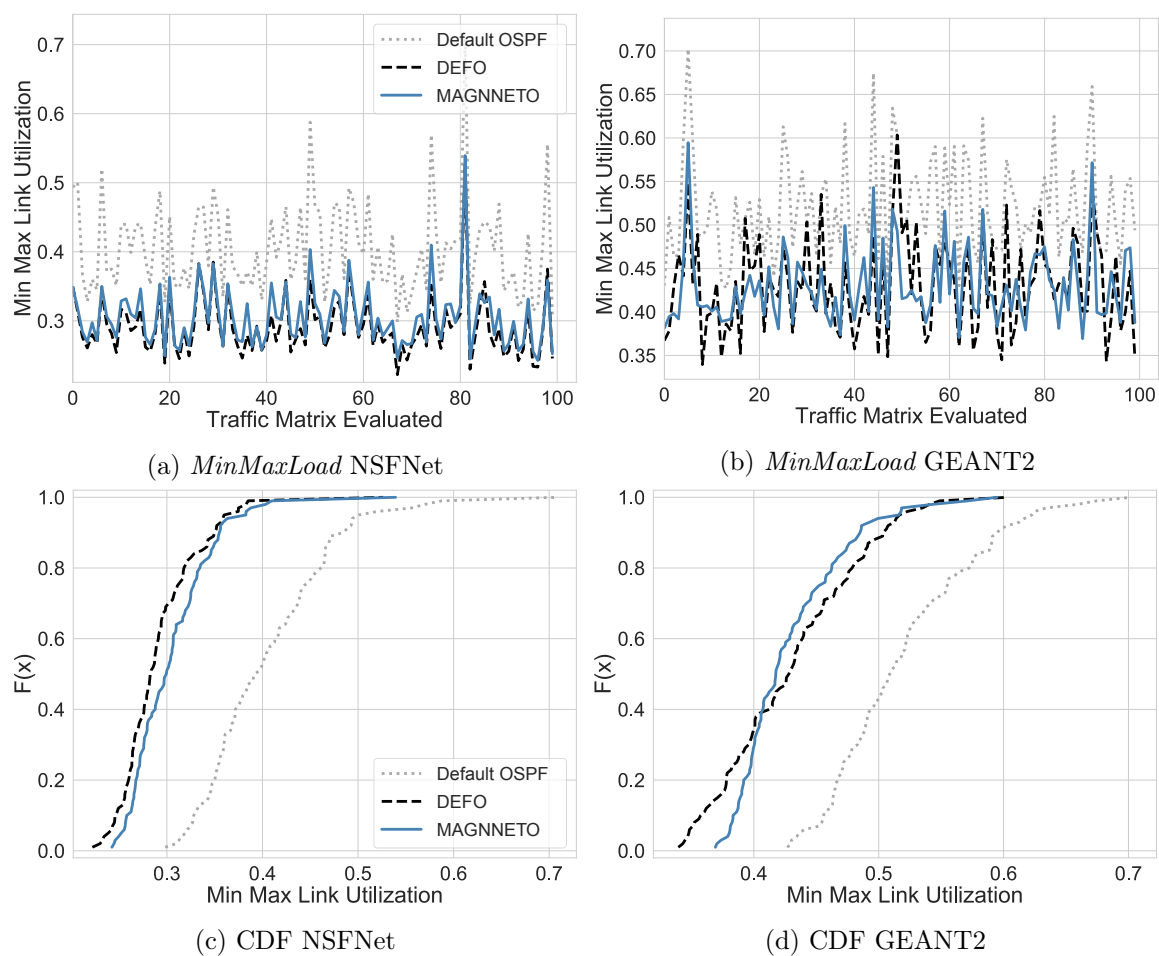 0.7
0.6
0.5
0.4
0.3
Min Max Link Utilization
Default OSPF
DEFO
MAGNNETO
0 20 40 60 80 100
Traffic Matrix Evaluated
(a) MinMaxLoad NSFNet
0.70
0.65
0.60
0.55
0.50
0.45
0.40
0.35
Min Max Link Utilization
0 20 40 60 80 100
Traffic Matrix Evaluated
(b) MinMaxLoad GEANT2
1.0
0.8
0.6
0.4
0.2
0.0
F(x)
Default OSPF
DEFO
MAGNNETO
0.3 0.4 0.5 0.6 0.7
Min Max Link Utilization
(c) CDF NSFNet
1.0
0.8
0.6
0.4
0.2
0.0
F(x)
0.4 0.5 0.6 0.7
Min Max Link Utilization
(d) CDF GEANT2